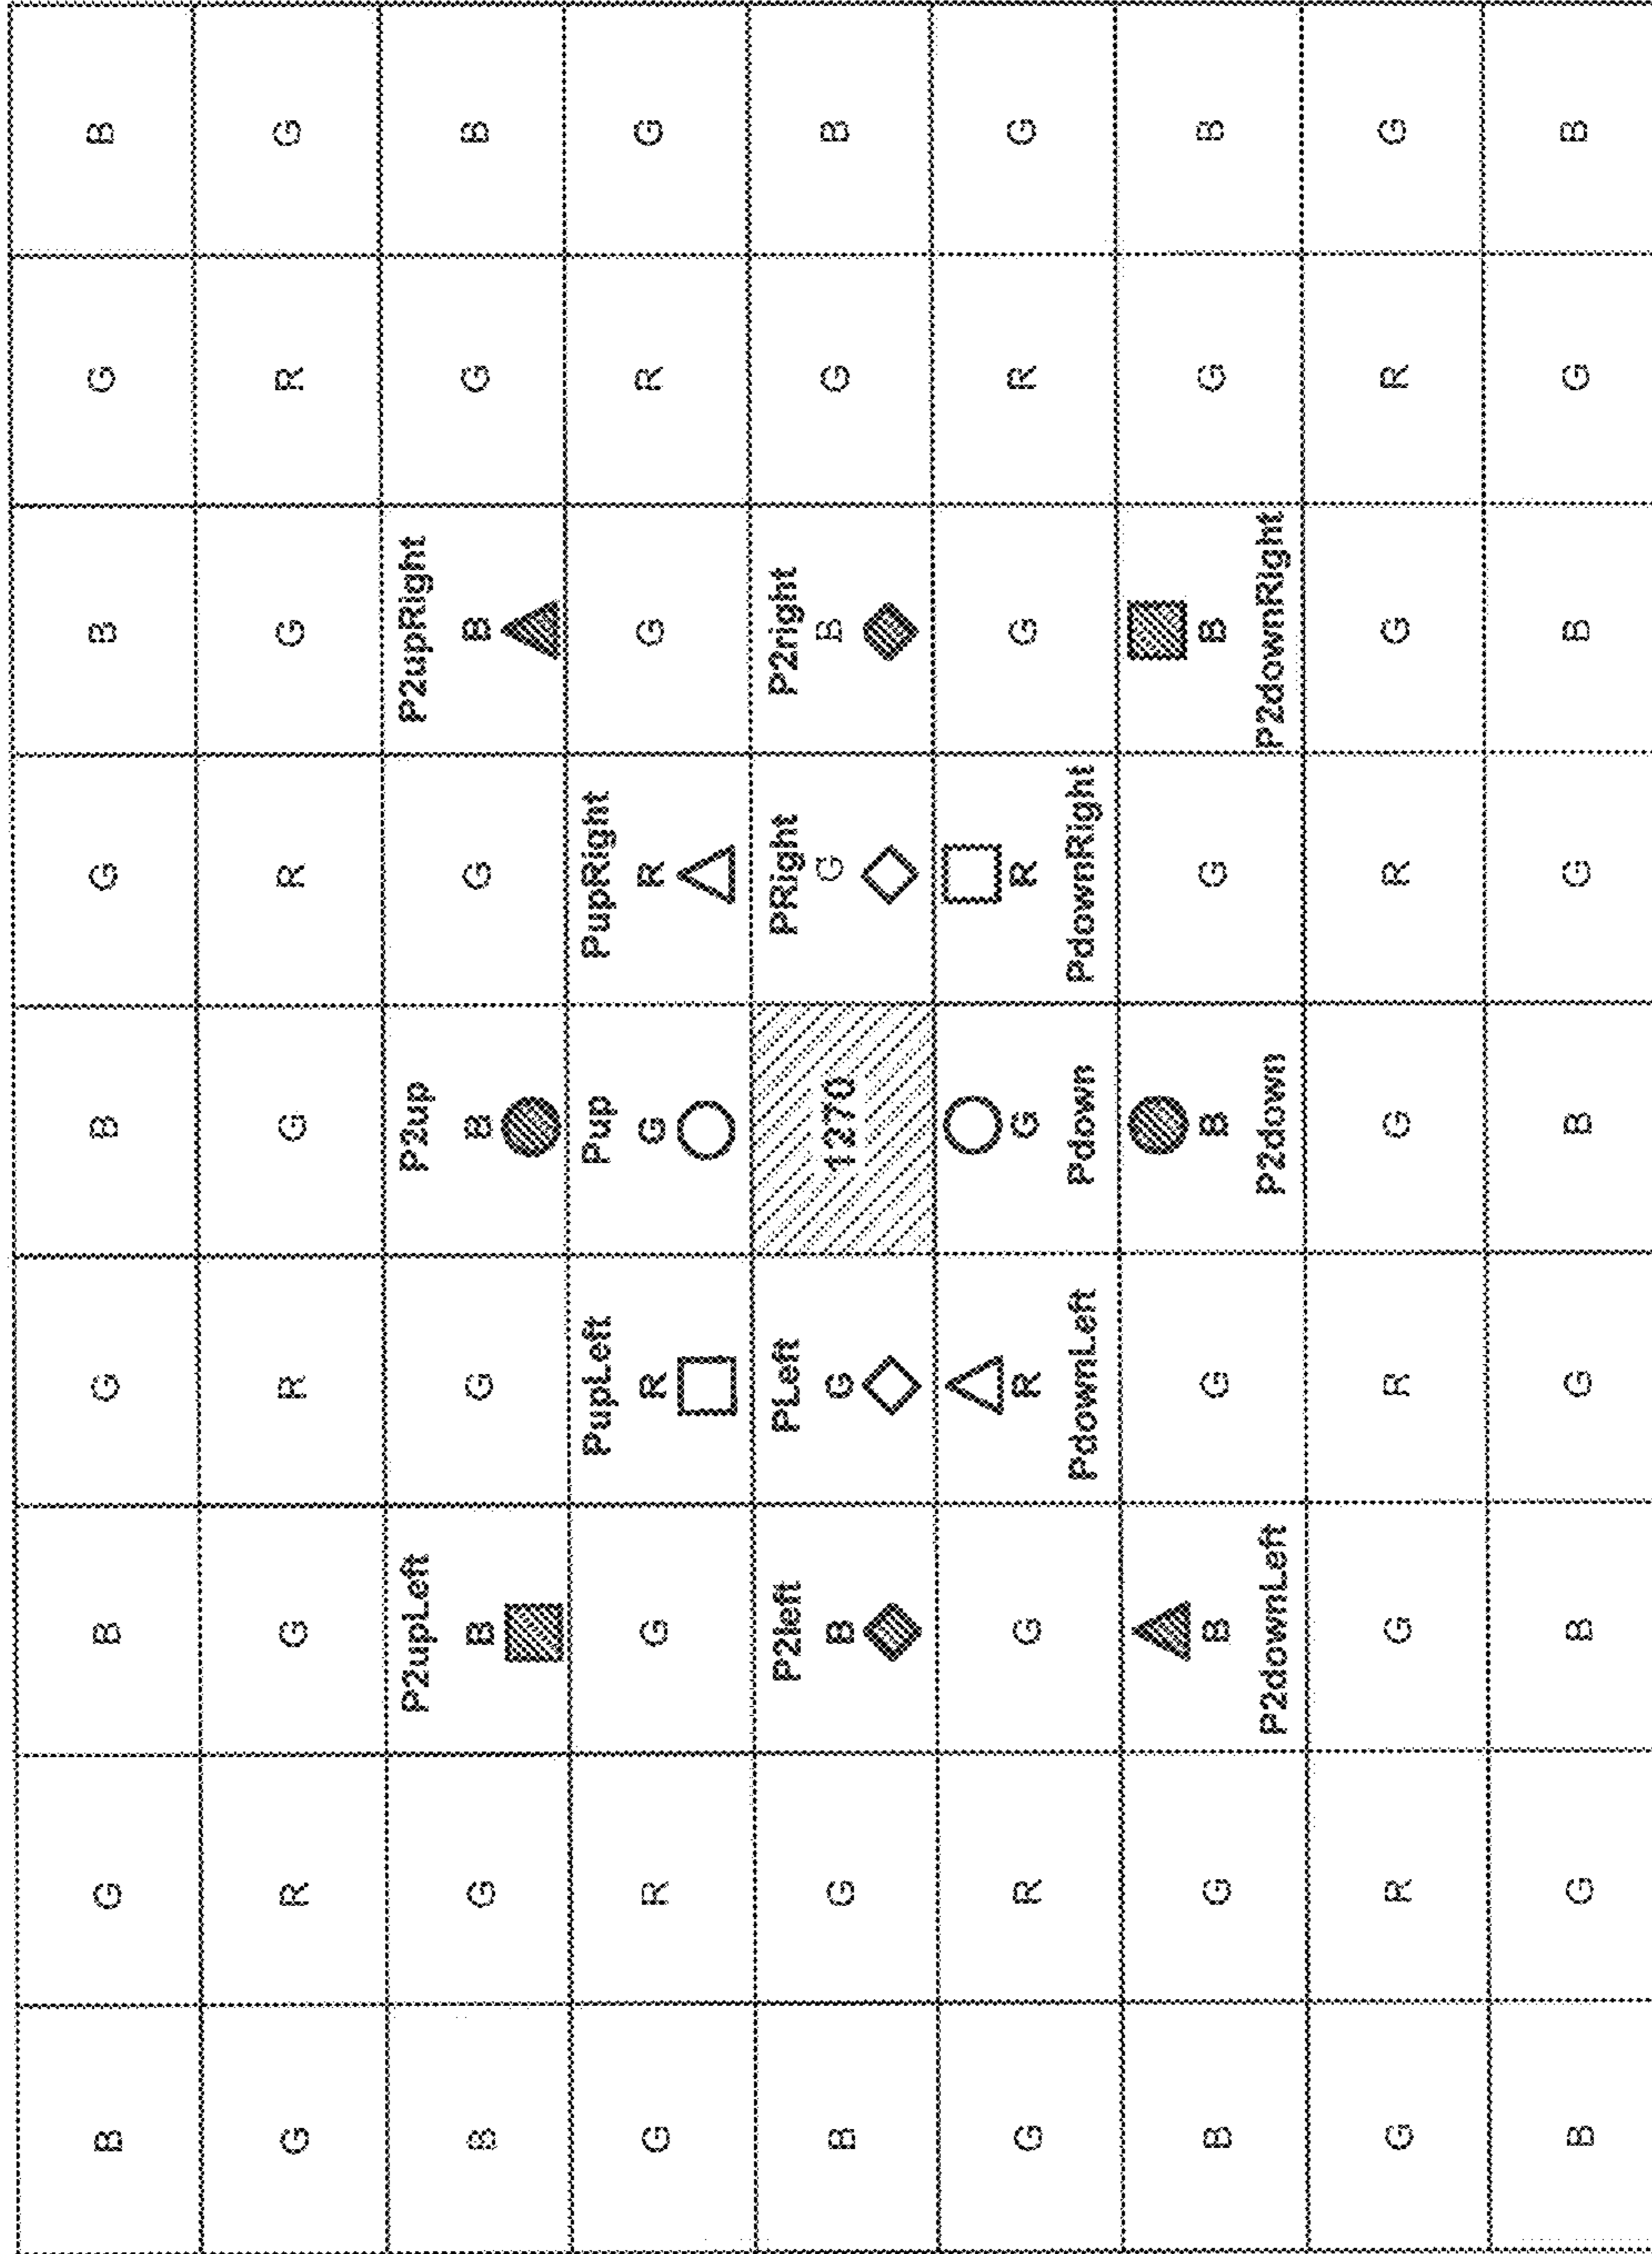 B G B G B G B G B
G R G R G R G R G
P2upLeft P2up P2upRight
B G B G B G B G B
PupLeft Pup PupRight
G R G R G R G R G
P2left PLeft PRight P2right
B G B G 1270 G B G B
G R G R G R G R G
PdownLeft Pdown PdownRight
B G B G B G B G B
P2downLeft P2down P2downRight
G R G R G R G R G
B G B G B G B G B